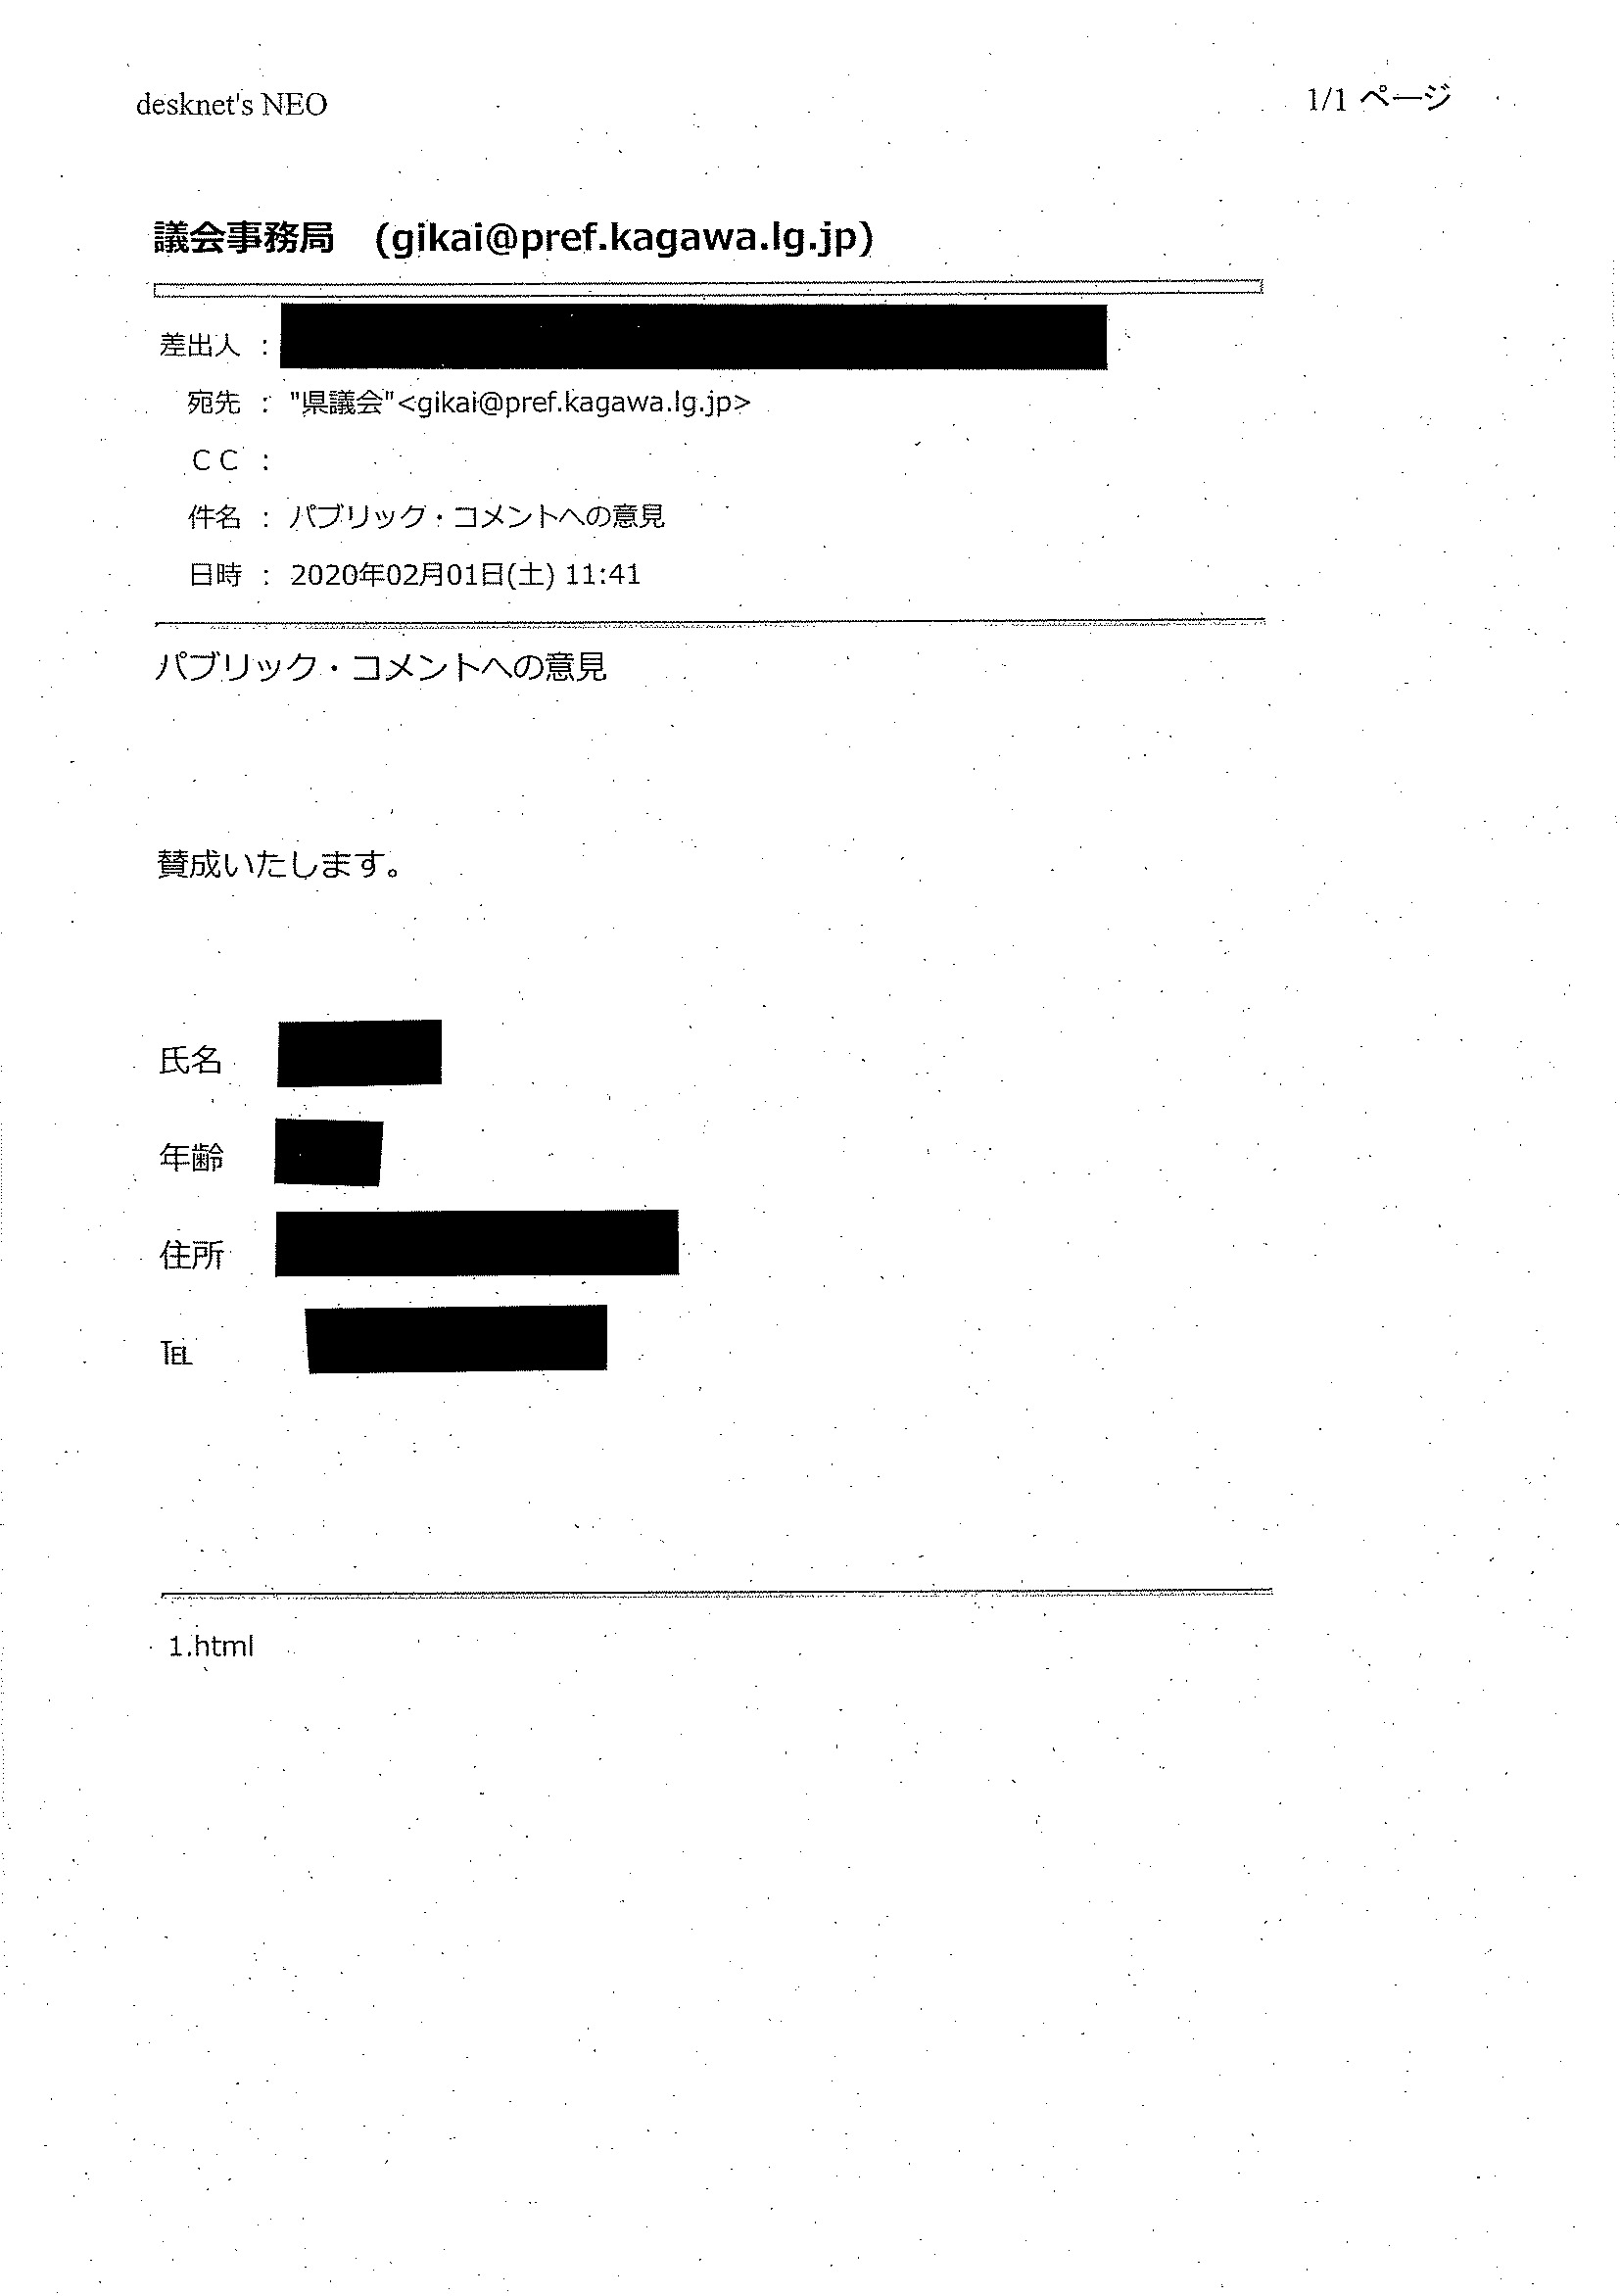 desknet's NEO
1/1 ページ
議会事務局　(gikai@pref.kagawa.lg.jp)
差出人 :
宛先 : "県議会"<gikai@pref.kagawa.lg.jp>
ＣＣ :
件名 : パブリック・コメントへの意見
日時 : 2020年02月01日(土) 11:41
パブリック・コメントへの意見
賛成いたします。
氏名
年齢
住所
℡
1.html